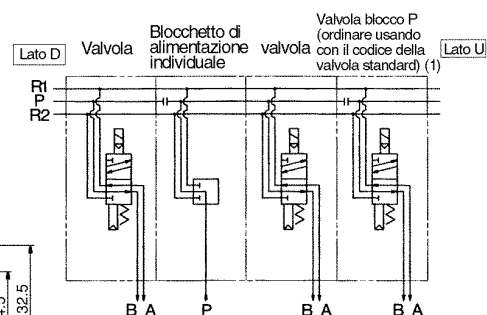 Lato D
Valvola
Blocchetto di
alimentazione
individuale
valvola
Valvola blocco P
(ordinare usando
con il codice della
valvola standard) (1)
Lato U
R1
P
R2
32.5
B A
P
B A
B A